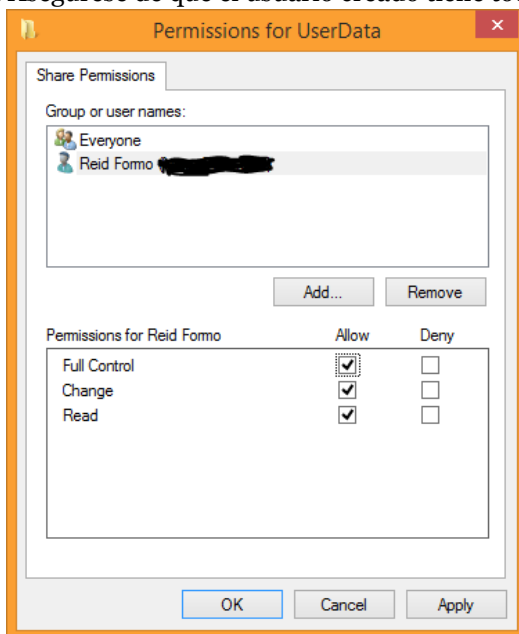 Asegúrese de que el usuario creado tiene
Permissions for UserData
Share Permissions
Group or user names:
Everyone
Reid Formo
Add... Remove
Permissions for Reid Formo Allow Deny
Full Control
Change
Read
OK Cancel Apply